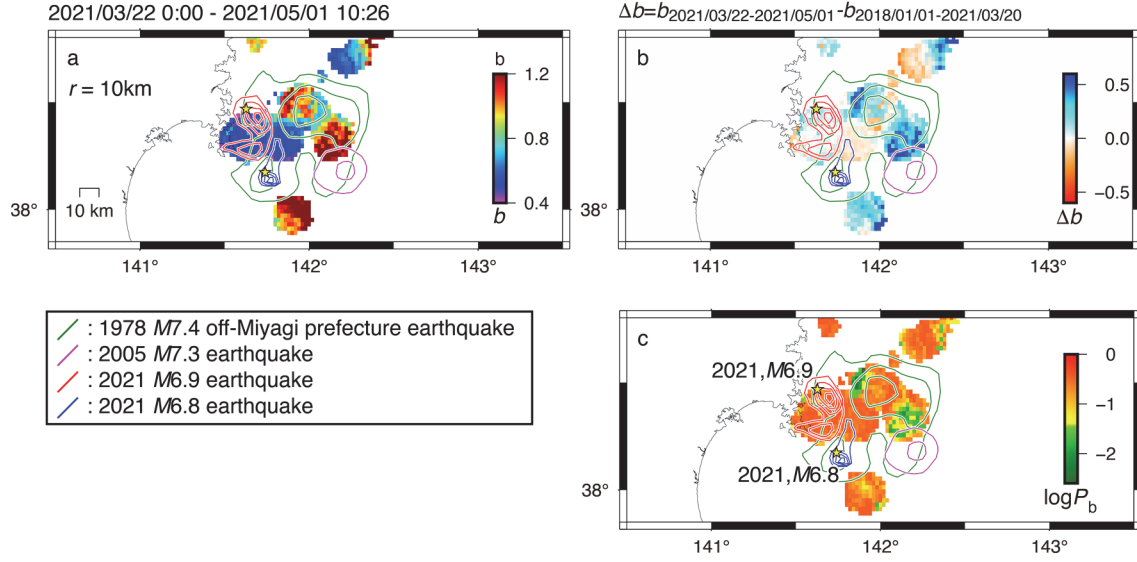 2021/03/22 0:00 - 2021/05/01 10:26
a
r = 10km
b
1.2
0.8
0.4
b
10 km
38°
141°
142°
143°
Δb=b2021/03/22-2021/05/01-b2018/01/01-2021/03/20
b
0.5
0.0
−0.5
Δb
38°
141°
142°
143°
: 1978 M7.4 off-Miyagi prefecture earthquake
: 2005 M7.3 earthquake
: 2021 M6.9 earthquake
: 2021 M6.8 earthquake
c
2021,M6.9
2021,M6.8
0
−1
−2
logPb
38°
141°
142°
143°